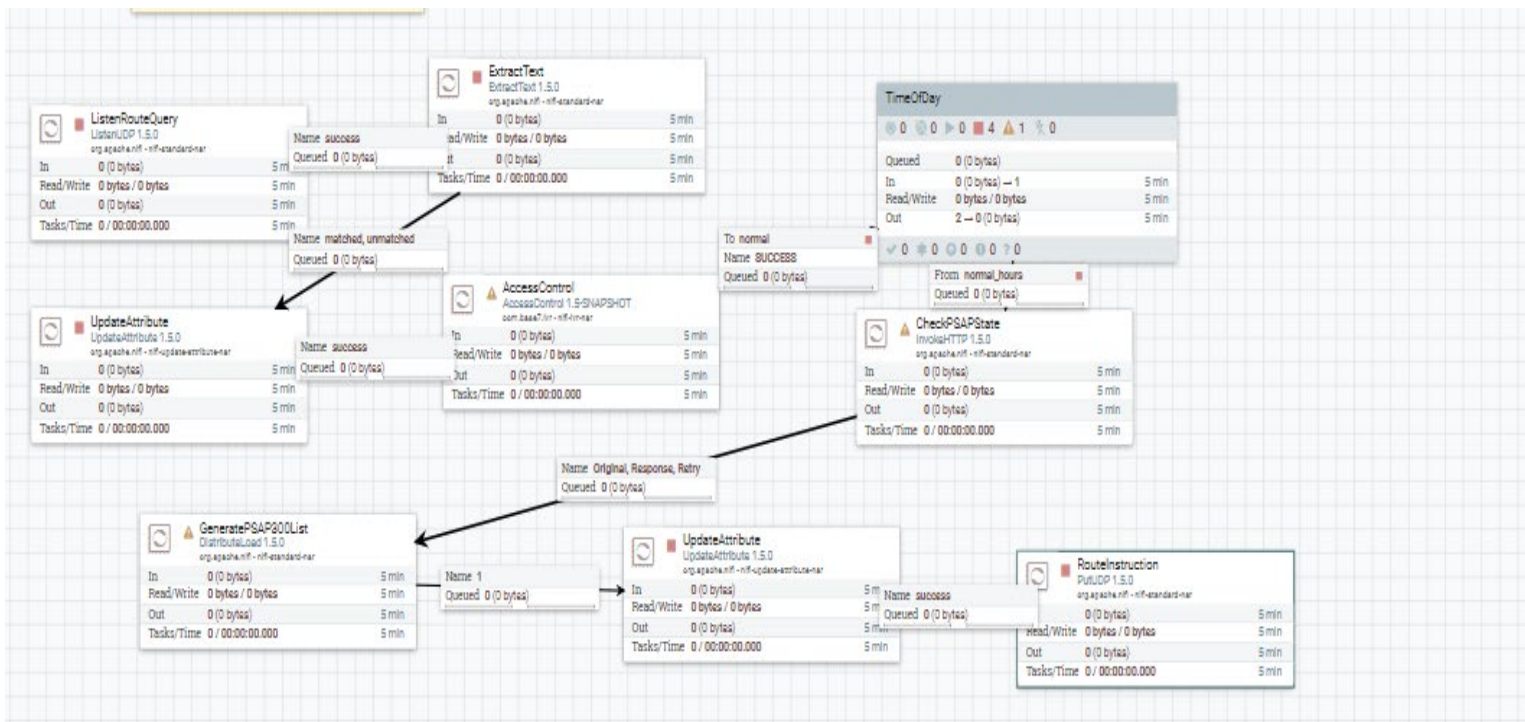 ListenRouteQuery
ListenUDP 1.5.0
org.apache.nifi - nifi-standard-nar
In 0 (0 bytes) 5 min
Read/Write 0 bytes / 0 bytes 5 min
Out 0 (0 bytes) 5 min
Tasks/Time 0 / 00:00:00.000 5 min
Name success
Queued 0 (0 bytes)
ExtractText
ExtractText 1.5.0
org.apache.nifi - nifi-standard-nar
In 0 (0 bytes) 5 min
ad/Write 0 bytes / 0 bytes 5 min
0 (0 bytes) 5 min
Tasks/Time 0 / 00:00:00.000 5 min
Name matched, unmatched
Queued 0 (0 bytes)
UpdateAttribute
UpdateAttribute 1.5.0
org.apache.nifi - nifi-update-attribute-nar
In 0 (0 bytes) 5 min
Read/Write 0 bytes / 0 bytes 5 min
Out 0 (0 bytes) 5 min
Tasks/Time 0 / 00:00:00.000 5 min
Name success
Queued 0 (0 bytes)
AccessControl
AccessControl 1.5-SNAPSHOT
0 (0 bytes) 5 min
Read/Write 0 bytes / 0 bytes 5 min
Out 0 (0 bytes) 5 min
Tasks/Time 0 / 00:00:00.000 5 min
To normal
Name SUCCESS
Queued 0 (0 bytes)
TimeOfDay
0 0 0 4 1 0
Queued 0 (0 bytes)
In 0 (0 bytes) → 1 5 min
Read/Write 0 bytes / 0 bytes 5 min
Out 2 → 0 (0 bytes) 5 min
0 0 0 0 ? 0
From normal_hours
Queued 0 (0 bytes)
CheckPSAPState
InvokeHTTP 1.5.0
org.apache.nifi - nifi-standard-nar
In 0 (0 bytes) 5 min
Read/Write 0 bytes / 0 bytes 5 min
Out 0 (0 bytes) 5 min
Tasks/Time 0 / 00:00:00.000 5 min
Name Original, Response, Retry
Queued 0 (0 bytes)
GeneratePSAP300List
DistributeLoad 1.5.0
org.apache.nifi - nifi-standard-nar
In 0 (0 bytes) 5 min
Read/Write 0 bytes / 0 bytes 5 min
Out 0 (0 bytes) 5 min
Tasks/Time 0 / 00:00:00.000 5 min
Name 1
Queued 0 (0 bytes)
UpdateAttribute
UpdateAttribute 1.5.0
org.apache.nifi - nifi-update-attribute-nar
In 0 (0 bytes) 5 min
Read/Write 0 bytes / 0 bytes 5 min
Out 0 (0 bytes) 5 min
Tasks/Time 0 / 00:00:00.000 5 min
Name success
Queued 0 (0 bytes)
RouteInstruction
PutUDP 1.5.0
org.apache.nifi - nifi-standard-nar
0 (0 bytes) 5 min
Read/Write 0 bytes / 0 bytes 5 min
Out 0 (0 bytes) 5 min
Tasks/Time 0 / 00:00:00.000 5 min